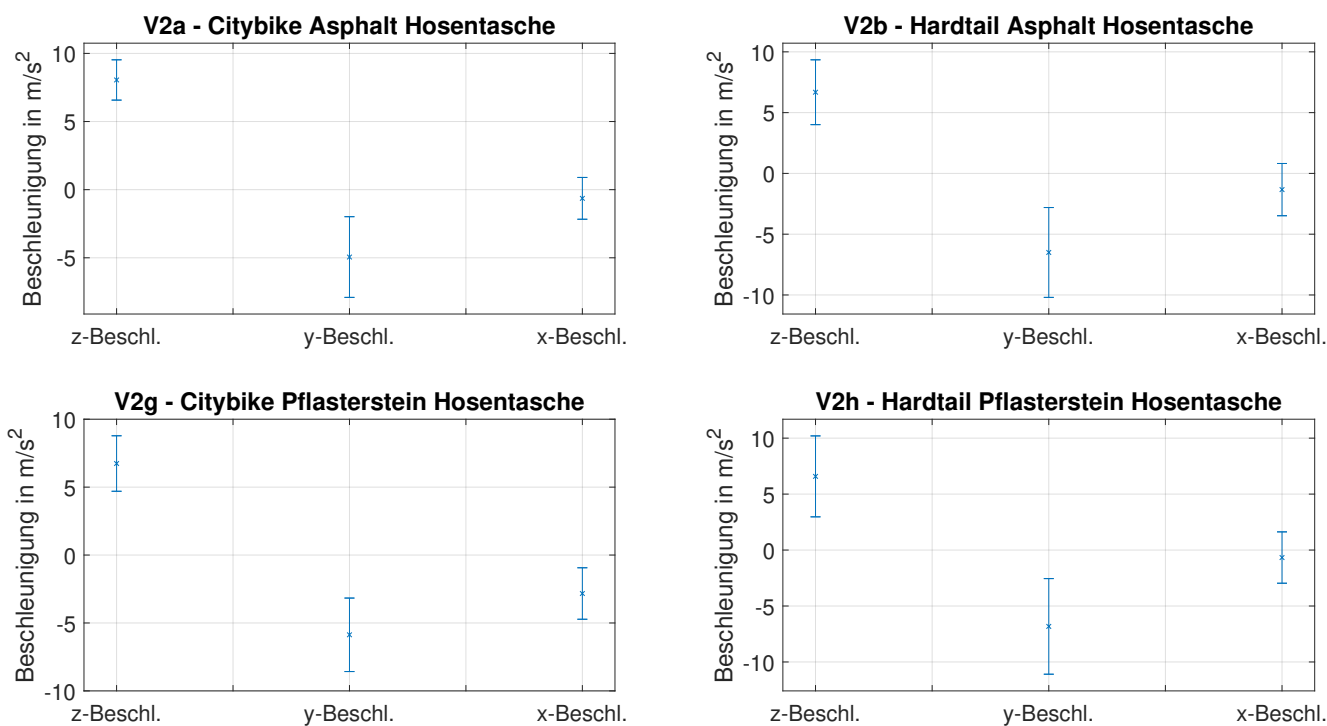 V2a - Citybike Asphalt Hosentasche
Beschleunigung in m/s²
10
5
0
-5
z-Beschl.
y-Beschl.
x-Beschl.
V2b - Hardtail Asphalt Hosentasche
Beschleunigung in m/s²
10
5
0
-5
-10
z-Beschl.
y-Beschl.
x-Beschl.
V2g - Citybike Pflasterstein Hosentasche
Beschleunigung in m/s²
10
5
0
-5
-10
z-Beschl.
y-Beschl.
x-Beschl.
V2h - Hardtail Pflasterstein Hosentasche
Beschleunigung in m/s²
10
5
0
-5
-10
z-Beschl.
y-Beschl.
x-Beschl.